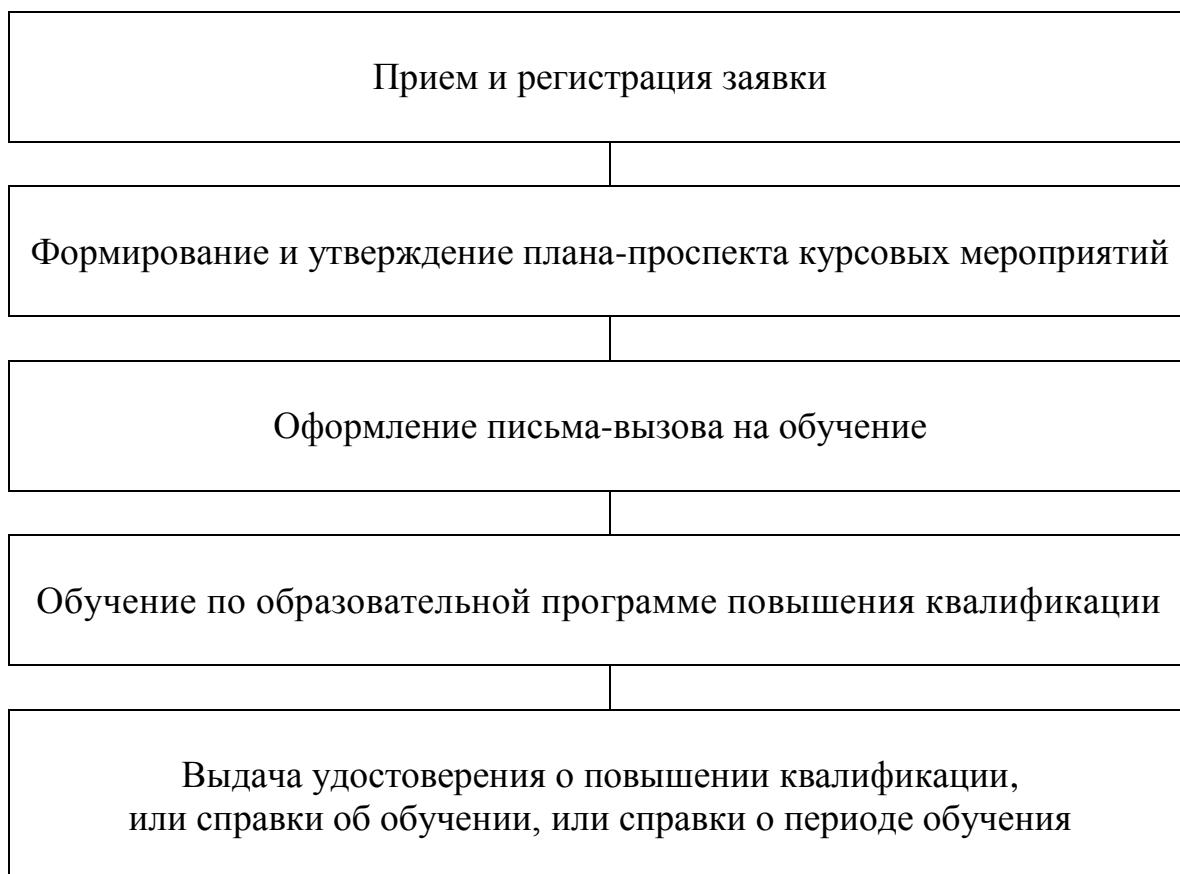 Прием и регистрация заявки
Формирование и утверждение плана-проспекта курсовых мероприятий
Оформление письма-вызова на обучение
Обучение по образовательной программе повышения квалификации
Выдача удостоверения о повышении квалификации,
или справки об обучении, или справки о периоде обучения